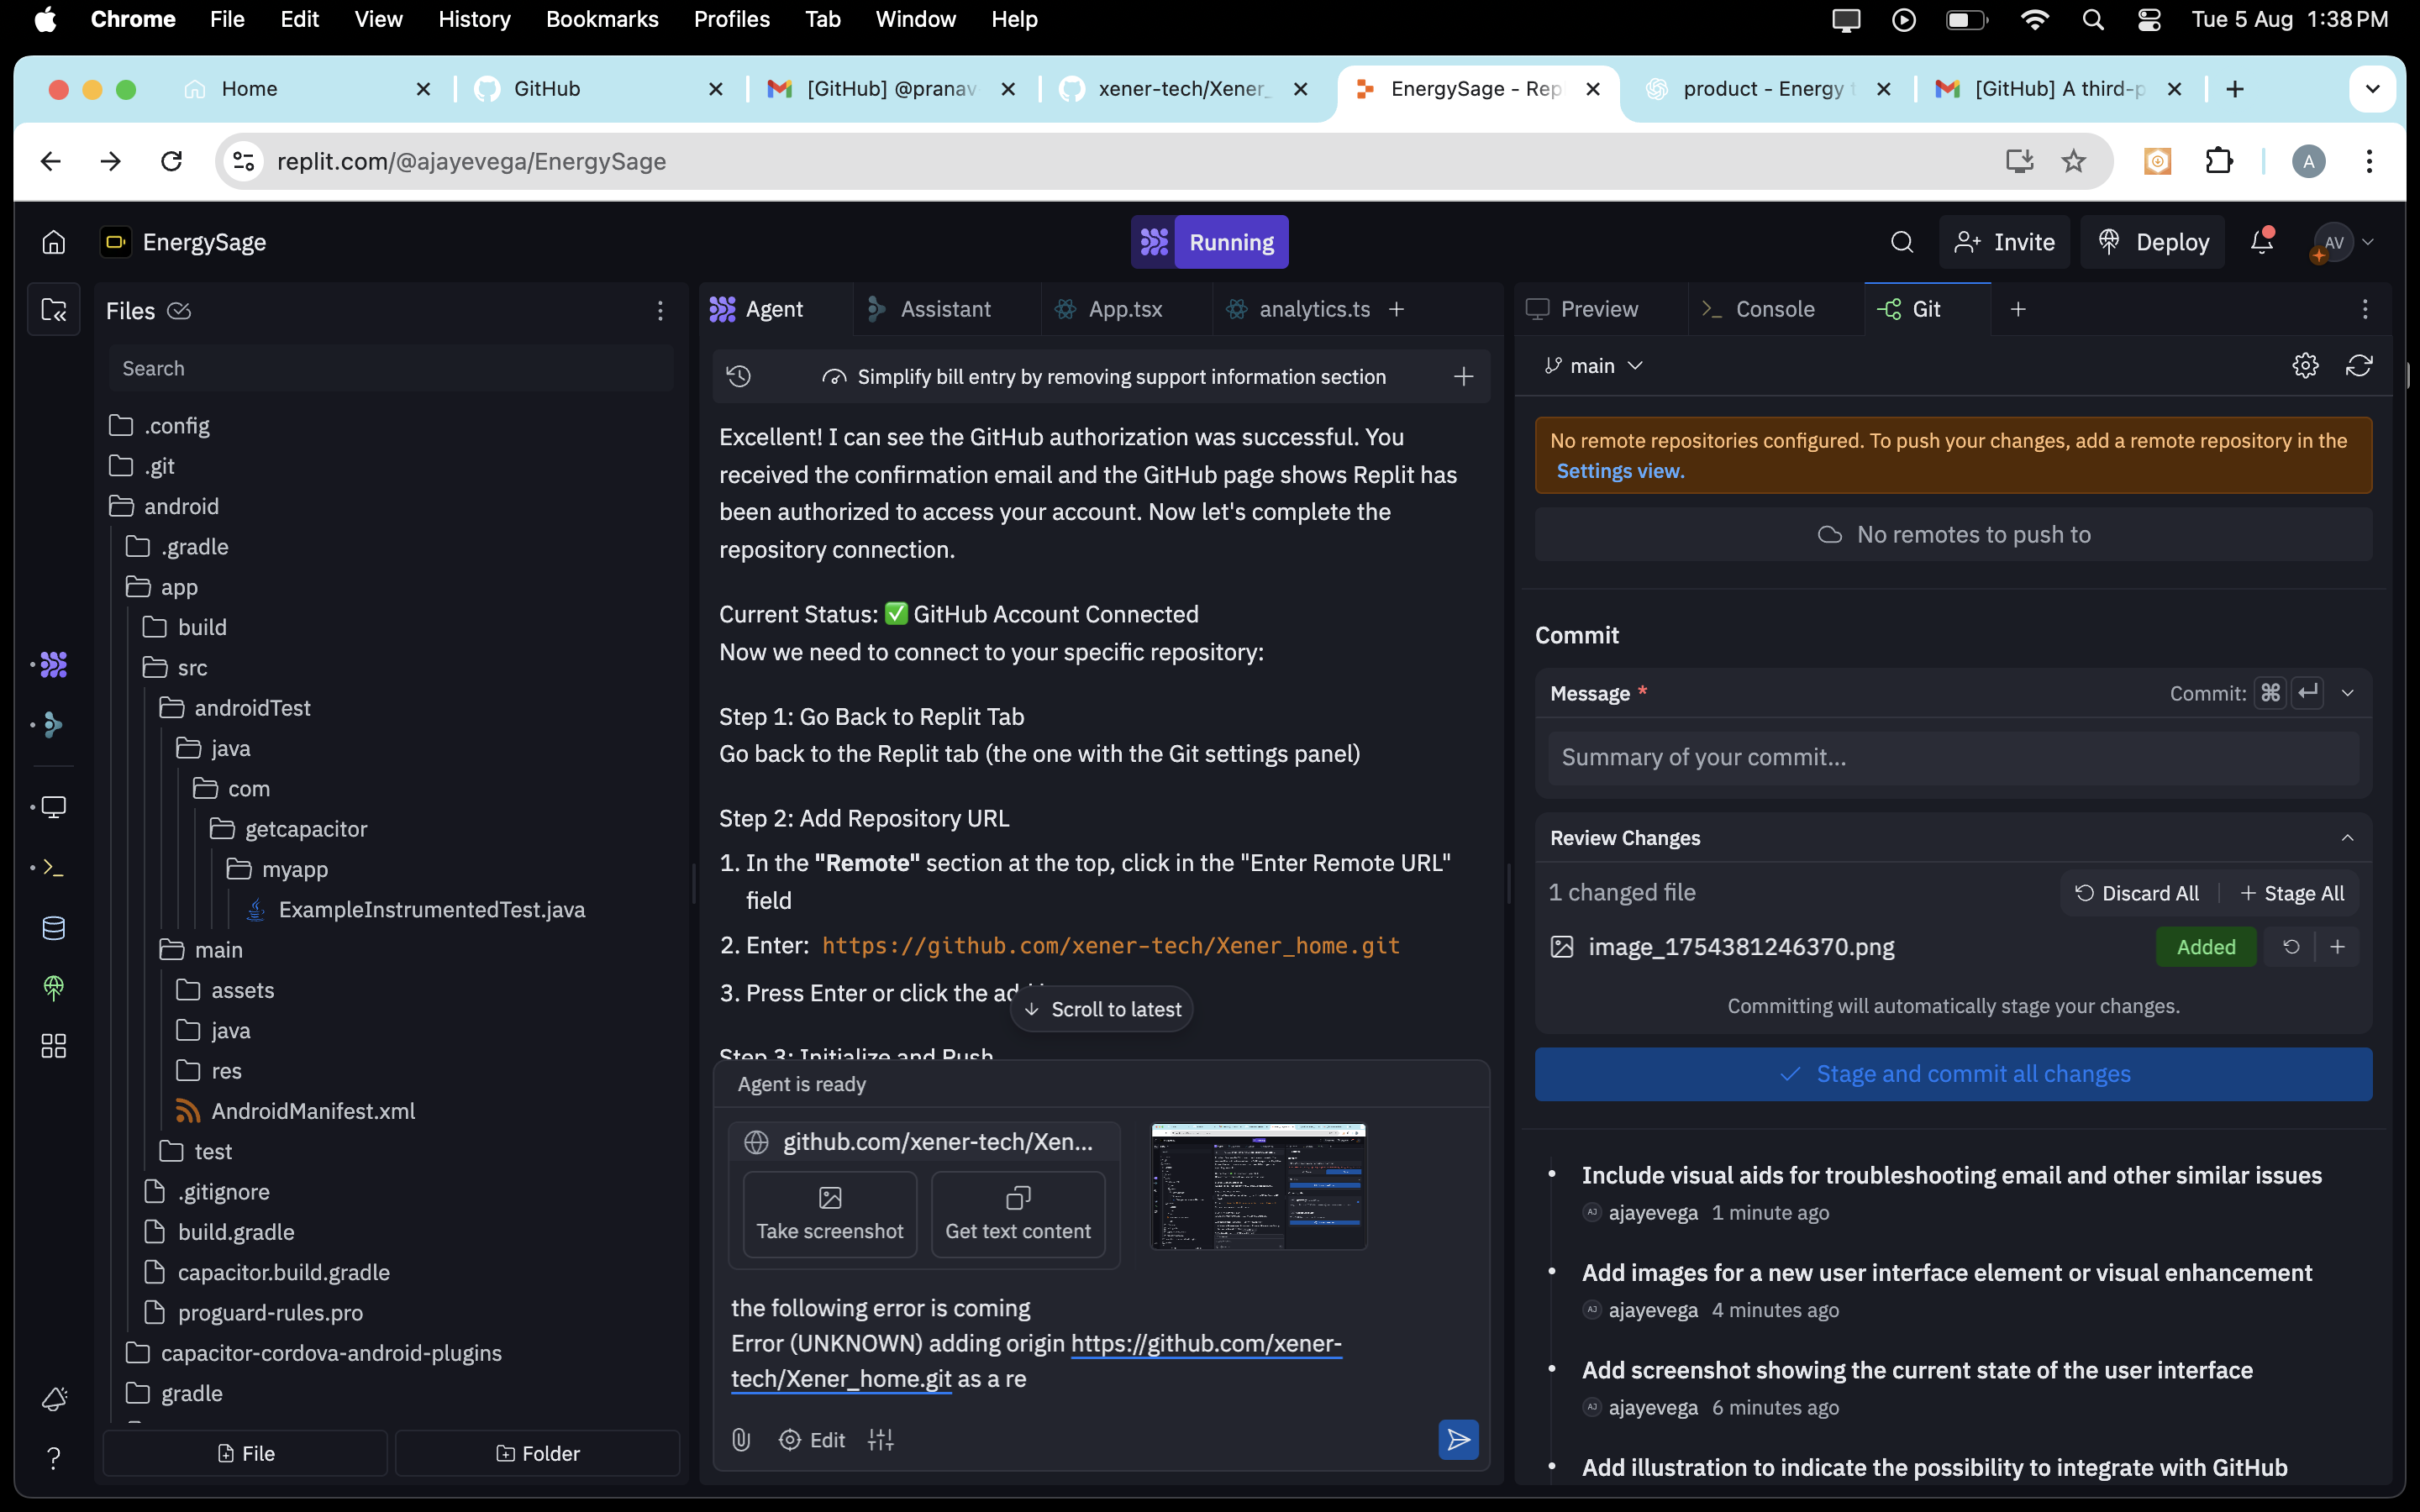 Chrome File Edit View History Bookmarks Profiles Tab Window Help Tue 5 Aug 1:38 PM
Home GitHub [GitHub] @pranav xener-tech/Xener_ EnergySage - Rep product - Energy t [GitHub] A third-p
replit.com/@ajayevega/EnergySage A
EnergySage Running Invite Deploy AV
Files
Search
.config
.git
android
.gradle
app
build
src
androidTest
java
com
getcapacitor
myapp
ExampleInstrumentedTest.java
main
assets
java
res
AndroidManifest.xml
test
.gitignore
build.gradle
capacitor.build.gradle
proguard-rules.pro
capacitor-cordova-android-plugins
gradle
File Folder
Agent Assistant App.tsx analytics.ts
Simplify bill entry by removing support information section
Excellent! I can see the GitHub authorization was successful. You
received the confirmation email and the GitHub page shows Replit has
been authorized to access your account. Now let's complete the
repository connection.
Current Status: ✅ GitHub Account Connected
Now we need to connect to your specific repository:
Step 1: Go Back to Replit Tab
Go back to the Replit tab (the one with the Git settings panel)
Step 2: Add Repository URL
1. In the "Remote" section at the top, click in the "Enter Remote URL"
field
2. Enter: https://github.com/xener-tech/Xener_home.git
3. Press Enter or click the ad
Scroll to latest
Step 3: Initialize and Push
Agent is ready
github.com/xener-tech/Xen...
Take screenshot Get text content
the following error is coming
Error (UNKNOWN) adding origin https://github.com/xener-
tech/Xener_home.git as a re
Edit
Preview Console Git
main
No remote repositories configured. To push your changes, add a remote repository in the
Settings view.
No remotes to push to
Commit
Message * Commit: ⌘ ↵
Summary of your commit...
Review Changes
1 changed file Discard All + Stage All
image_1754381246370.png Added
Committing will automatically stage your changes.
Stage and commit all changes
Include visual aids for troubleshooting email and other similar issues
AJ ajayevega 1 minute ago
Add images for a new user interface element or visual enhancement
AJ ajayevega 4 minutes ago
Add screenshot showing the current state of the user interface
AJ ajayevega 6 minutes ago
Add illustration to indicate the possibility to integrate with GitHub